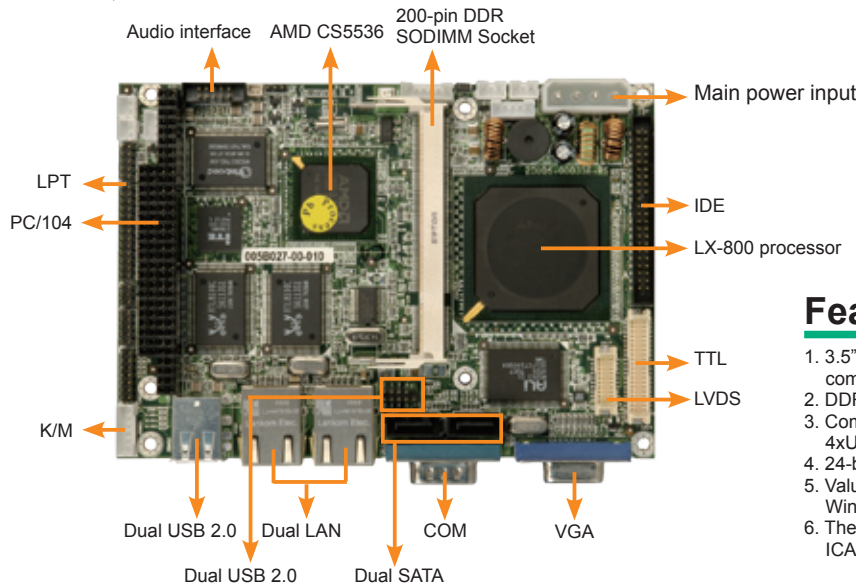 Audio interface
AMD CS5536
200-pin DDR
SODIMM Socket
Main power input
LPT
PC/104
IDE
LX-800 processor
005B027-00-010
TTL
LVDS
K/M
Dual USB 2.0
Dual LAN
COM
VGA
Dual USB 2.0
Dual SATA
Fea
1. 3.5"
com
2. DDR
3. Con
4xU
4. 24-b
5. Valu
Win
6. The
ICA